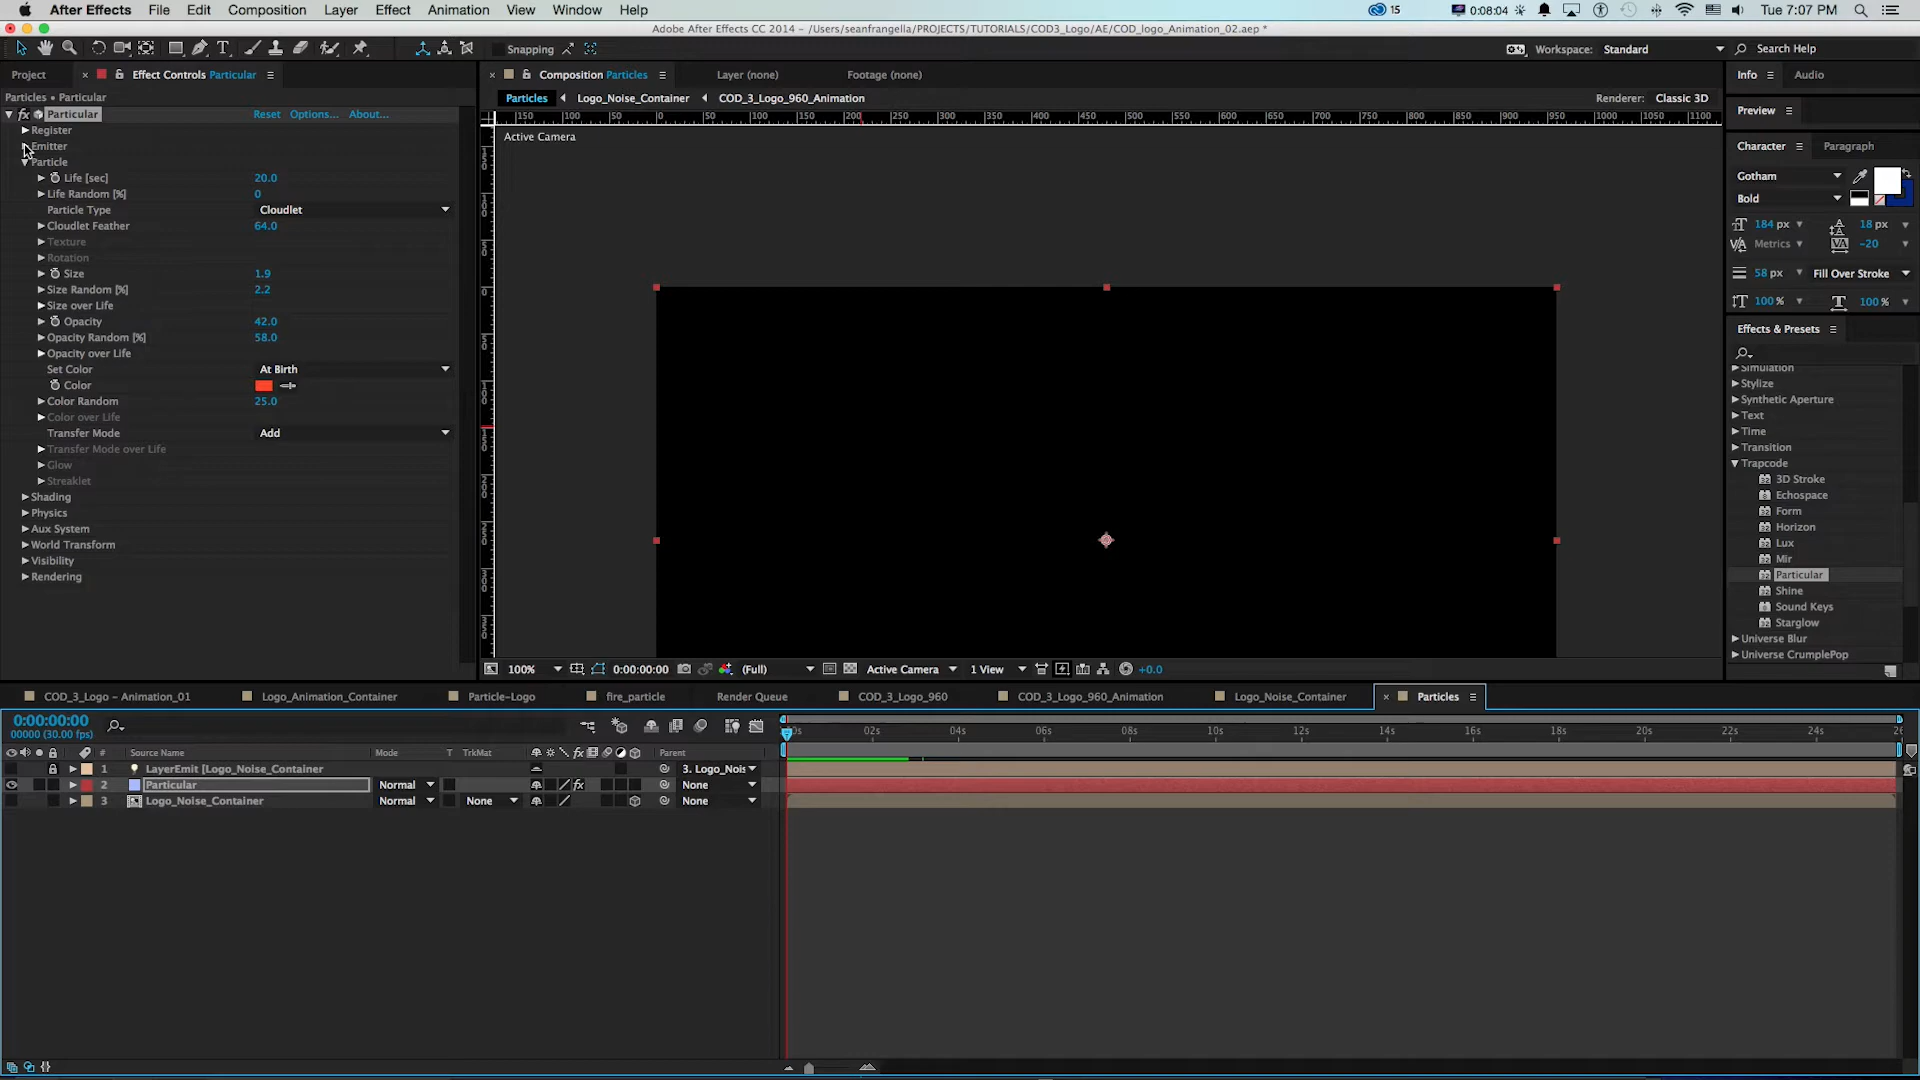 After Effects File Edit Composition Layer Effect Animation View Window Help 15 0:08:04 Tue 7:07 PM
Adobe After Effects CC 2014 - /Users/seanfrangella/PROJECTS/TUTORIALS/COD3_Logo/AE/COD_logo_Animation_02.aep *
Snapping Workspace: Standard Search Help
Project Effect Controls Particular Composition Particles Layer (none) Footage (none) Info Audio
Particles • Particular Particles Logo_Noise_Container COD_3_Logo_960_Animation Renderer: Classic 3D
fx Particular Reset Options... About... Preview
Register
Active Camera
Emitter Character Paragraph
Particle
Life [sec] 20.0 Gotham
Life Random [%] 0 Bold
Particle Type Cloudlet
Cloudlet Feather 64.0 184 px 18 px
Texture Metrics -20
Rotation
Size 1.9 58 px Fill Over Stroke
Size Random [%] 2.2
Size over Life 100 % 100 %
Opacity 42.0 Effects & Presets
Opacity Random [%] 58.0
Opacity over Life
Set Color At Birth Simulation
Color Stylize
Color Random 25.0 Synthetic Aperture
Color over Life Text
Transfer Mode Add Time
Transfer Mode over Life Transition
Glow Trapcode
Streaklet 3D Stroke
Shading Echospace
Physics Form
Aux System Horizon
World Transform Lux
Visibility Mir
Rendering Particular
Shine
Sound Keys
Starglow
Universe Blur
Universe CrumplePop
100% 0:00:00:00 (Full) Active Camera 1 View +0.0
COD_3_Logo - Animation_01 Logo_Animation_Container Particle-Logo fire_particle Render Queue COD_3_Logo_960 COD_3_Logo_960_Animation Logo_Noise_Container Particles
0:00:00:00
00000 (30.00 fps) 02s 04s 06s 08s 10s 12s 14s 16s 18s 20s 22s 24s
# Source Name Mode T TrkMat Parent
1 LayerEmit [Logo_Noise_Container 3. Logo_Nois
2 Particular Normal fx None
3 Logo_Noise_Container Normal None None